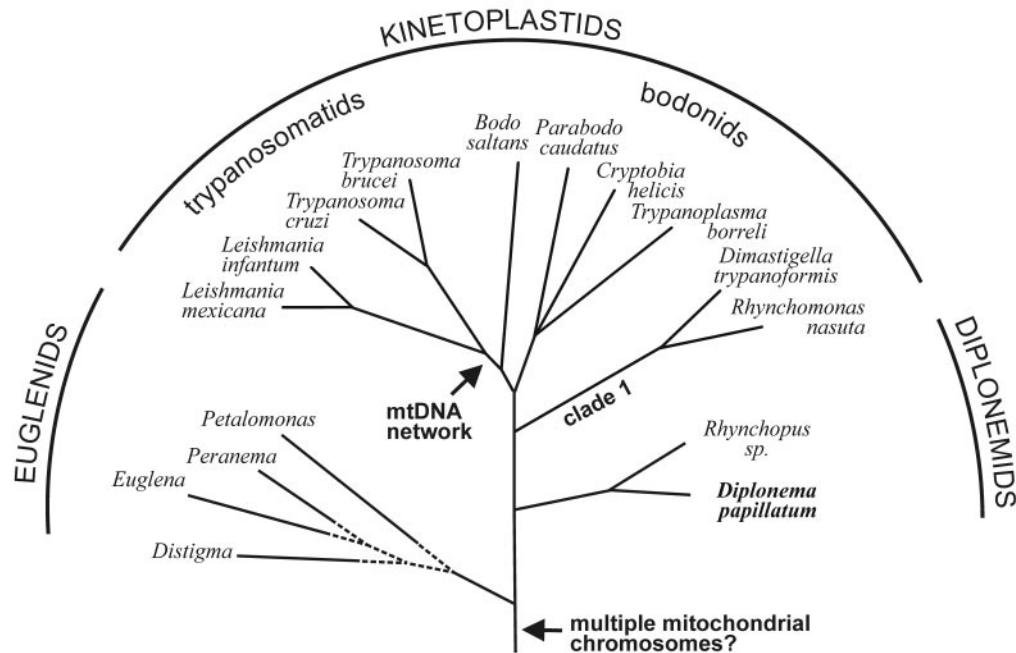 KINETOPLASTIDS
trypanosomatids
bodonids
EUGLENIDS
DIPLONEMIDS
Bodo
saltans
Parabodo
caudatus
Trypanosoma
brucei
Cryptobia
helicis
Trypanosoma
cruzi
Trypanoplasma
borreli
Leishmania
infantum
Dimastigella
trypanoformis
Leishmania
mexicana
Rhynchomonas
nasuta
mtDNA
network
clade 1
Petalomonas
Peranema
Euglena
Distigma
Rhynchopus
sp.
Diplonema
papillatum
multiple mitochondrial
chromosomes?